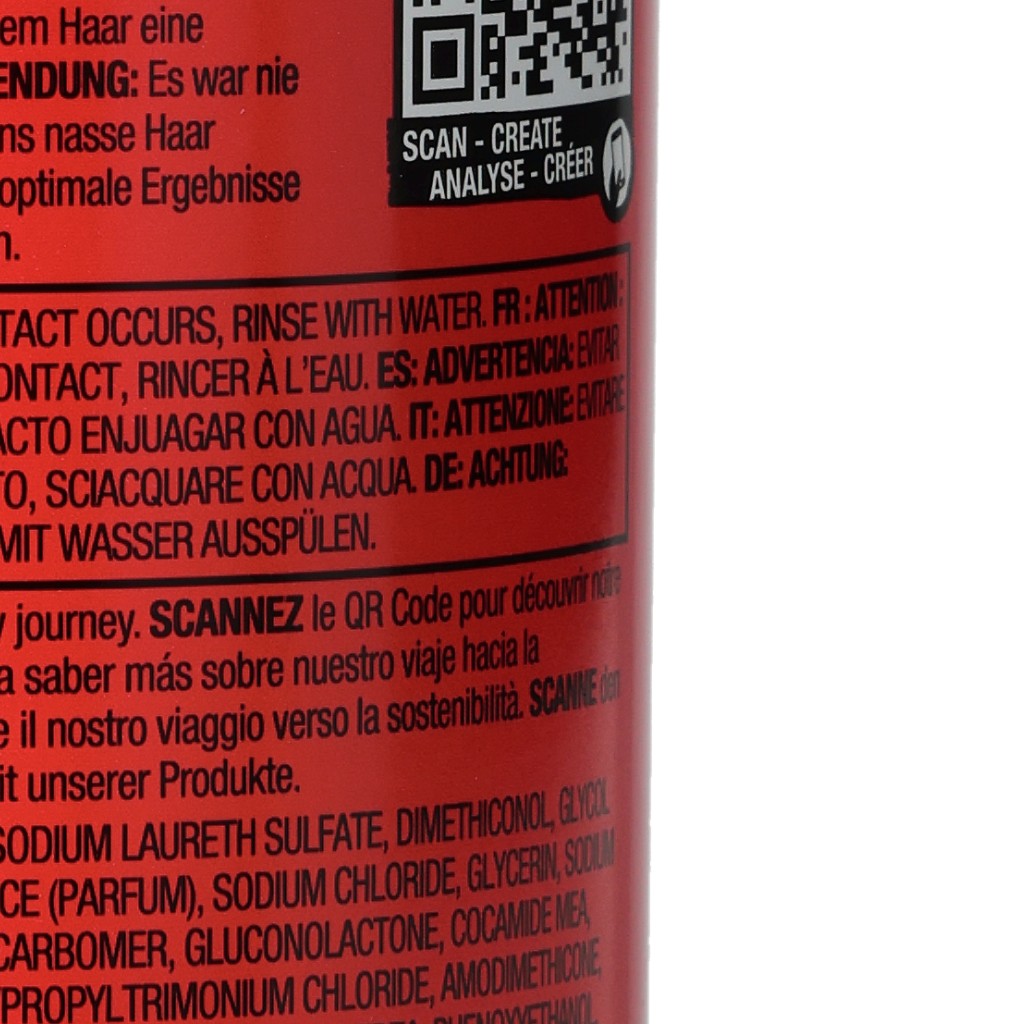 em Haar eine
ENDUNG: Es war nie
ns nasse Haar
optimale Ergebnisse
n.
SCAN - CREATE
ANALYSE - CRÉER
TACT OCCURS, RINSE WITH WATER. FR : ATTENTION :
ONTACT, RINCER À L'EAU. ES: ADVERTENCIA: EVITAR
ACTO ENJUAGAR CON AGUA. IT: ATTENZIONE: EVITARE
TO, SCIACQUARE CON ACQUA. DE: ACHTUNG:
MIT WASSER AUSSPÜLEN.
y journey. SCANNEZ le QR Code pour découvrir notre
a saber más sobre nuestro viaje hacia la
e il nostro viaggio verso la sostenibilità. SCANNE den
it unserer Produkte.
SODIUM LAURETH SULFATE, DIMETHICONOL, GLYCOL
CE (PARFUM), SODIUM CHLORIDE, GLYCERIN, SODIUM
CARBOMER, GLUCONOLACTONE, COCAMIDE MEA,
YPROPYLTRIMONIUM CHLORIDE, AMODIMETHICONE,
PHENOXYETHANOL,